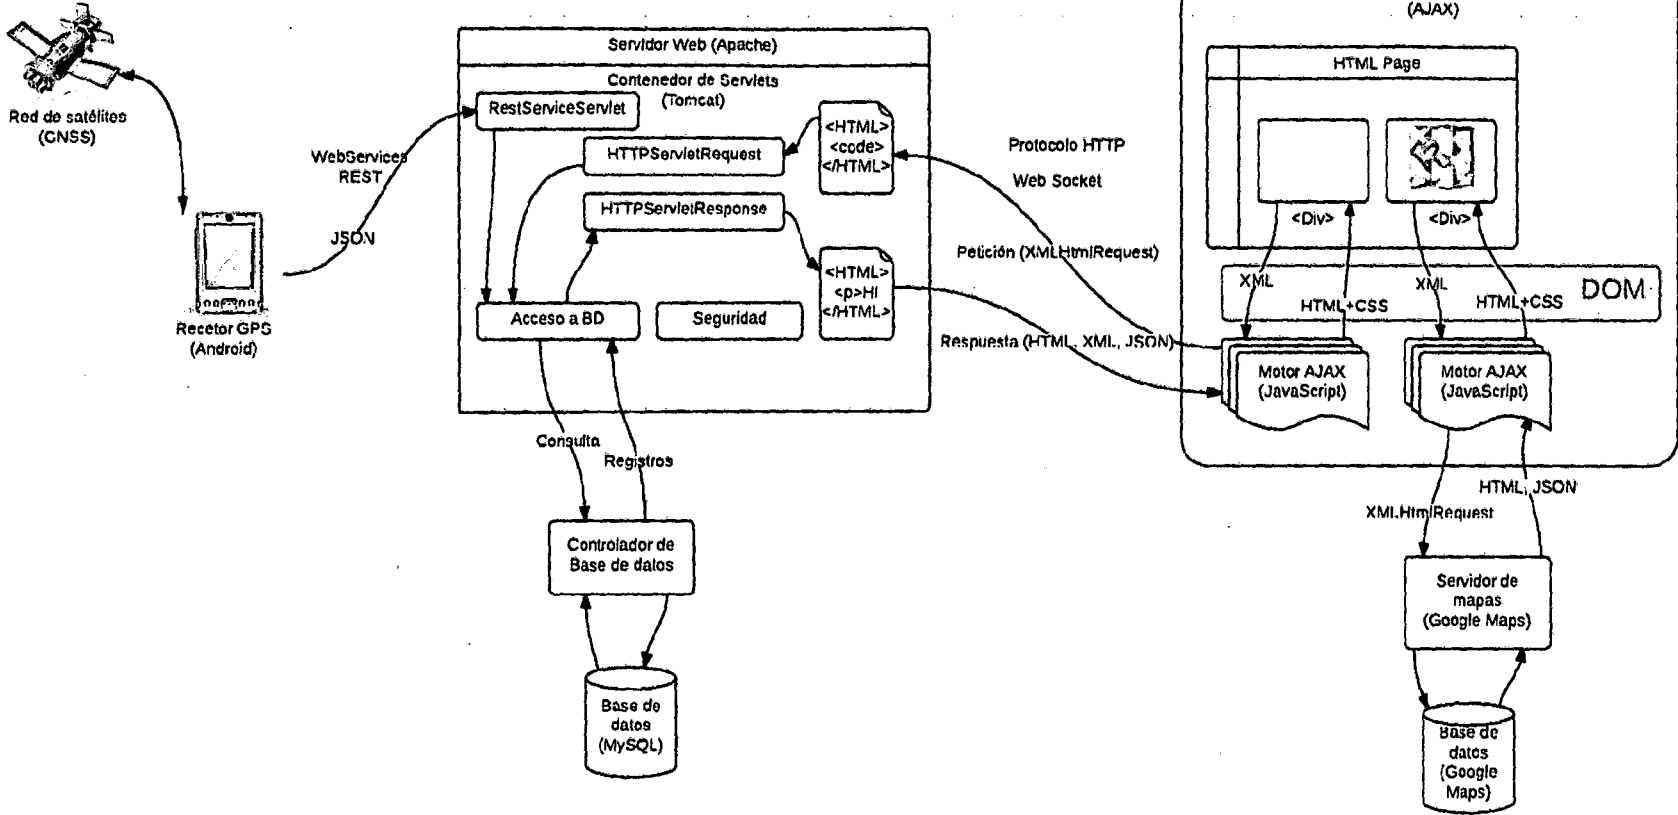 (AJAX)
Servidor Web (Apache)
Contenedor de Servlets
(Tomcat)
RestServiceServlet
HTTPServletRequest
HTTPServletResponse
<HTML>
<code>
</HTML>
<HTML>
<p>Hi
</HTML>
Acceso a BD
Seguridad
Red de satélites
(GNSS)
WebServices
REST
JSON
Recetor GPS
(Android)
Protocolo HTTP
Web Socket
Petición (XMLHtmlRequest)
Respuesta (HTML, XML, JSON)
HTML Page
<Div>
<Div>
XML
HTML+CSS
XML
HTML+CSS
DOM
Motor AJAX
(JavaScript)
Motor AJAX
(JavaScript)
Consulta
Registros
Controlador de
Base de datos
Base de
datos
(MySQL)
HTML, JSON
XMLHtmlRequest
Servidor de
mapas
(Google Maps)
Base de
datos
(Google
Maps)